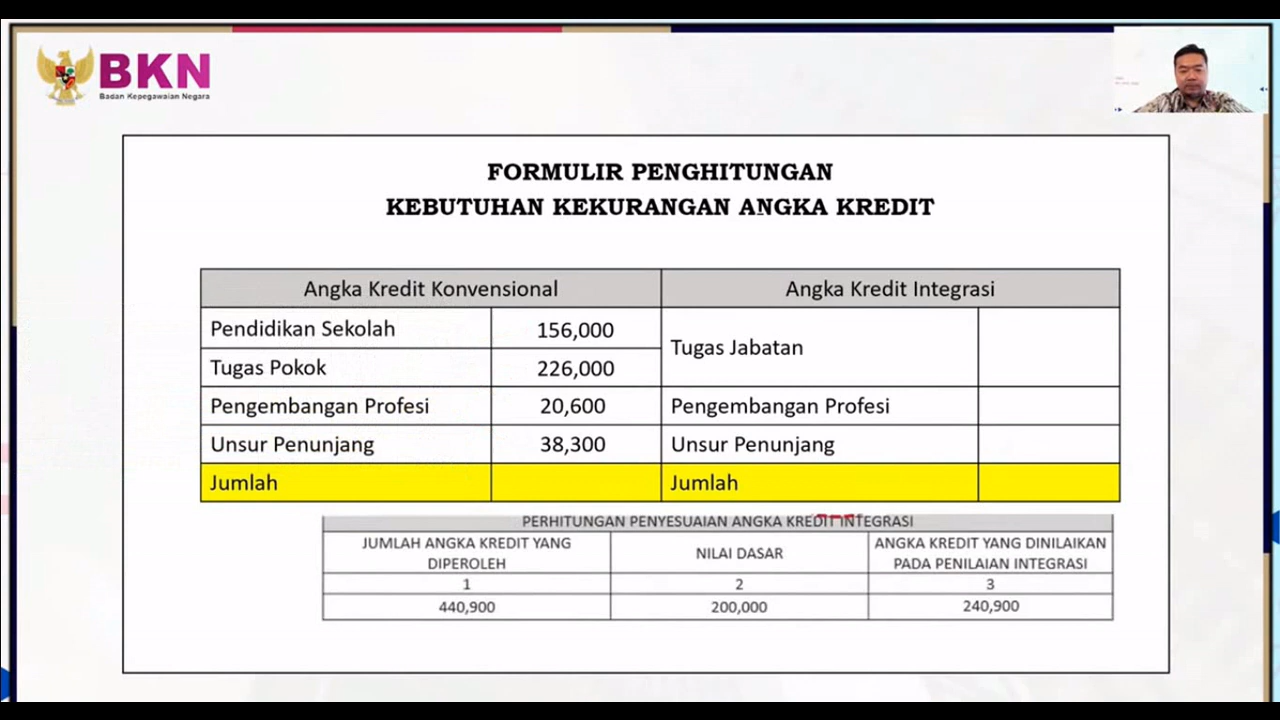 BKN
Badan Kepegawaian Negara
FORMULIR PENGHITUNGAN
KEBUTUHAN KEKURANGAN ANGKA KREDIT
Angka Kredit Konvensional Angka Kredit Integrasi
Pendidikan Sekolah 156,000
Tugas Jabatan
Tugas Pokok 226,000
Pengembangan Profesi 20,600 Pengembangan Profesi
Unsur Penunjang 38,300 Unsur Penunjang
Jumlah Jumlah
PERHITUNGAN PENYESUAIAN ANGKA KREDIT INTEGRASI
JUMLAH ANGKA KREDIT YANG
DIPEROLEH
NILAI DASAR
ANGKA KREDIT YANG DINILAIKAN
PADA PENILAIAN INTEGRASI
1 2 3
440,900 200,000 240,900